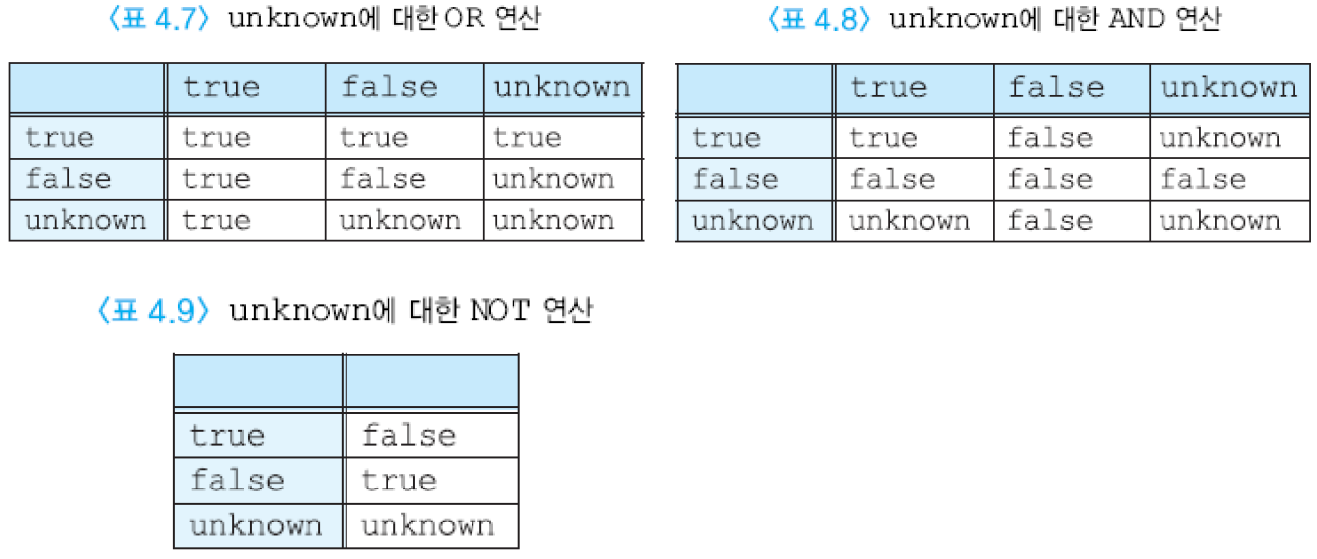 〈표 4.7〉 unknown에 대한 OR 연산
true false unknown
true true true true
false true false unknown
unknown true unknown unknown
〈표 4.8〉 unknown에 대한 AND 연산
true false unknown
true true false unknown
false false false false
unknown unknown false unknown
〈표 4.9〉 unknown에 대한 NOT 연산
true false
false true
unknown unknown